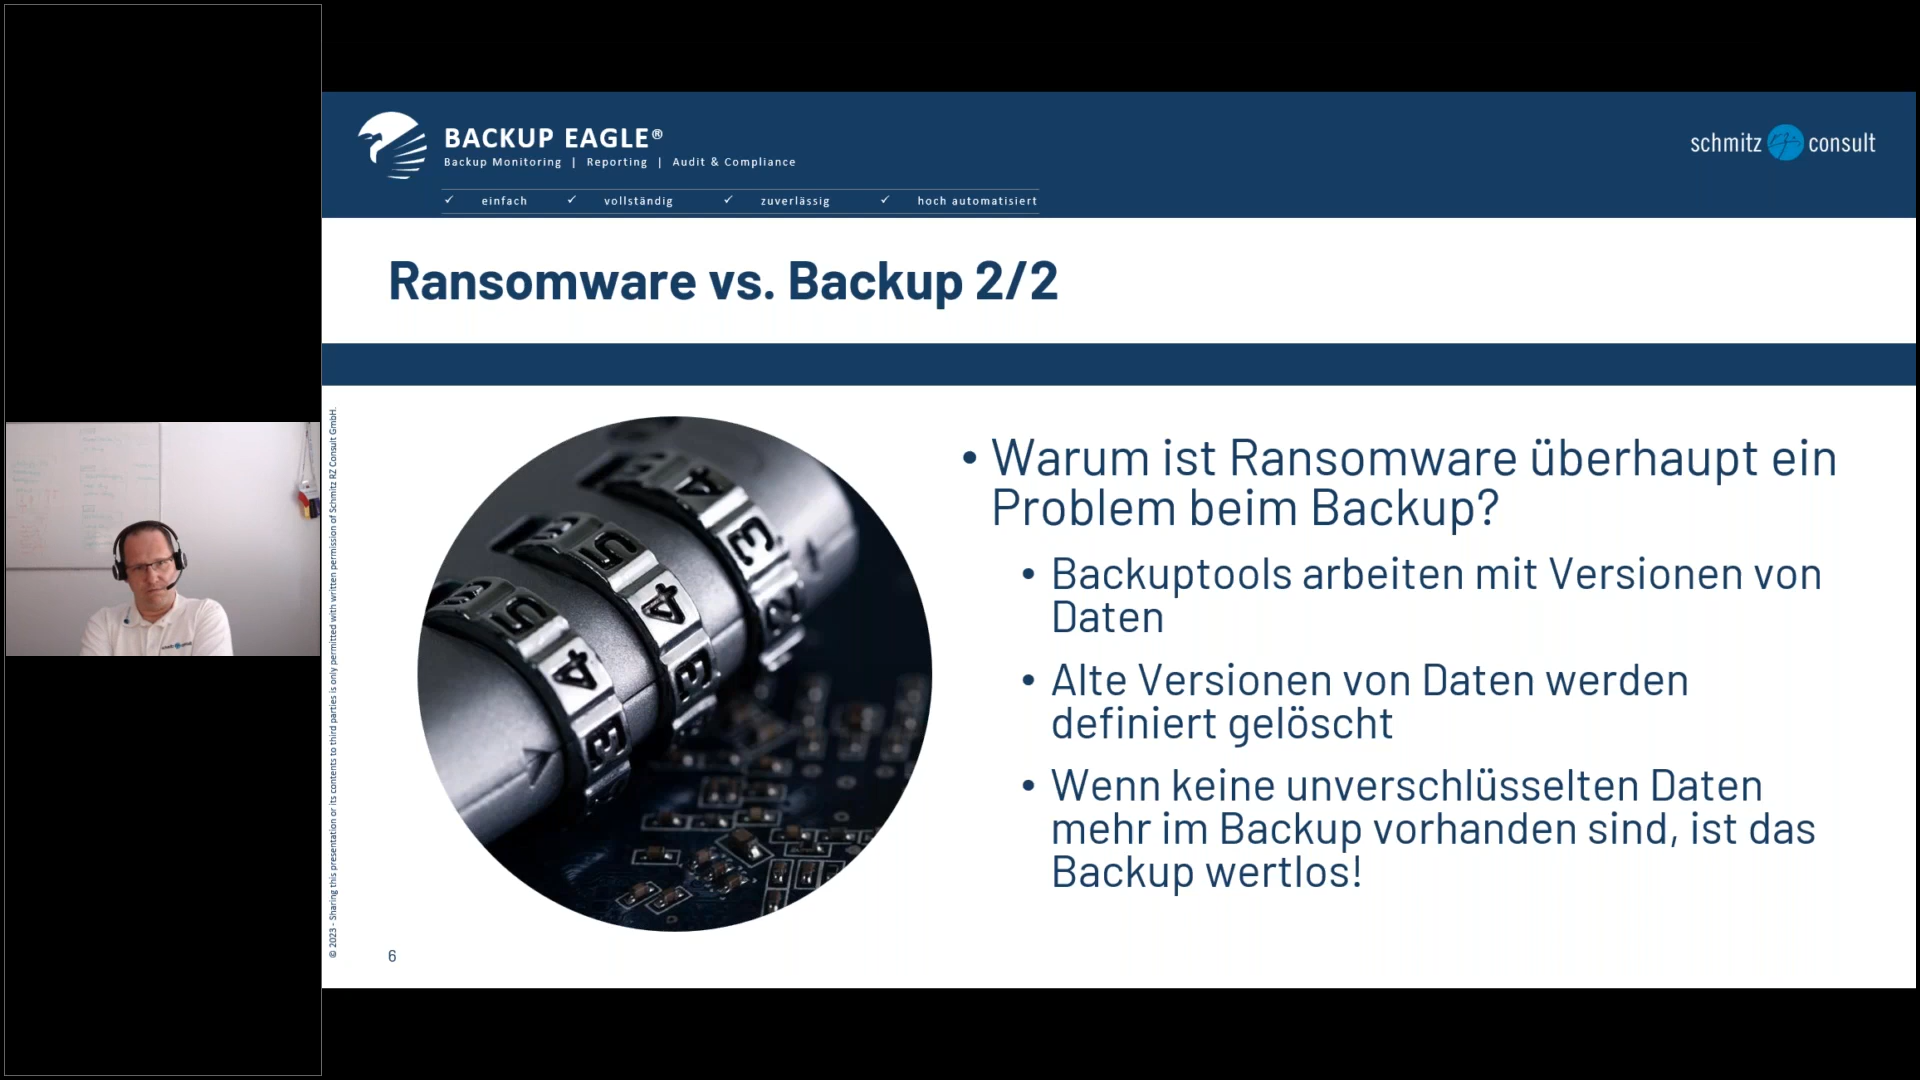 BACKUP EAGLE®
Backup Monitoring | Reporting | Audit & Compliance
✓ einfach ✓ vollständig ✓ zuverlässig ✓ hoch automatisiert
schmitz rz consult
Ransomware vs. Backup 2/2
© 2023 - Sharing this presentation or its contents to third parties is only permitted with written permission of Schmitz RZ Consult GmbH.
• Warum ist Ransomware überhaupt ein
Problem beim Backup?
• Backuptools arbeiten mit Versionen von
Daten
• Alte Versionen von Daten werden
definiert gelöscht
• Wenn keine unverschlüsselten Daten
mehr im Backup vorhanden sind, ist das
Backup wertlos!
6